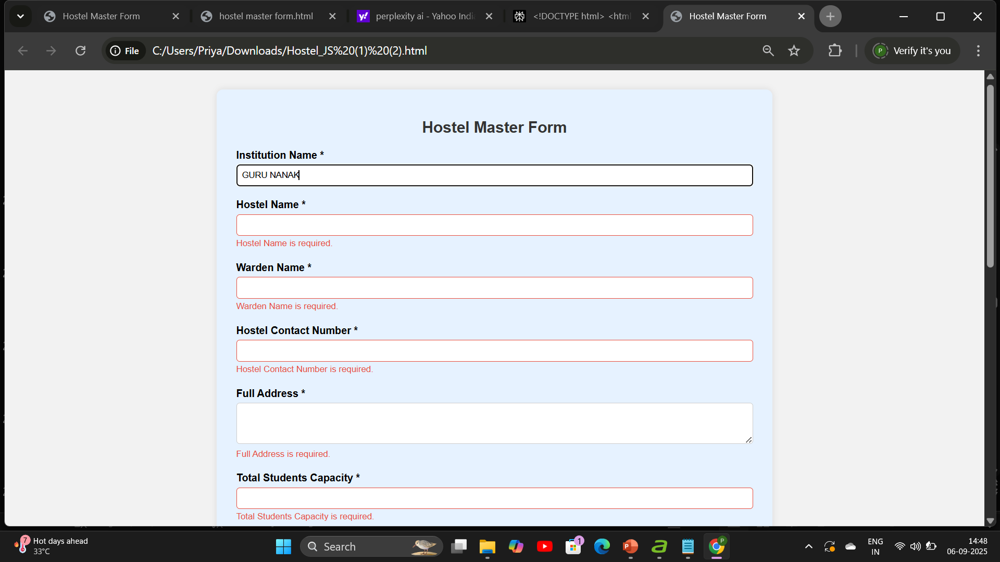 Hostel Master Form
hostel master form.html
perplexity ai - Yahoo Indi
<!DOCTYPE html> <html
Hostel Master Form
File
C:/Users/Priya/Downloads/Hostel_JS%20(1)%20(2).html
P
Verify it's you
Hostel Master Form
Institution Name *
GURU NANAK
Hostel Name *
Hostel Name is required.
Warden Name *
Warden Name is required.
Hostel Contact Number *
Hostel Contact Number is required.
Full Address *
Full Address is required.
Total Students Capacity *
Total Students Capacity is required.
7
Hot days ahead
33°C
Search
1
P
P
ENG
IN
14:48
06-09-2025